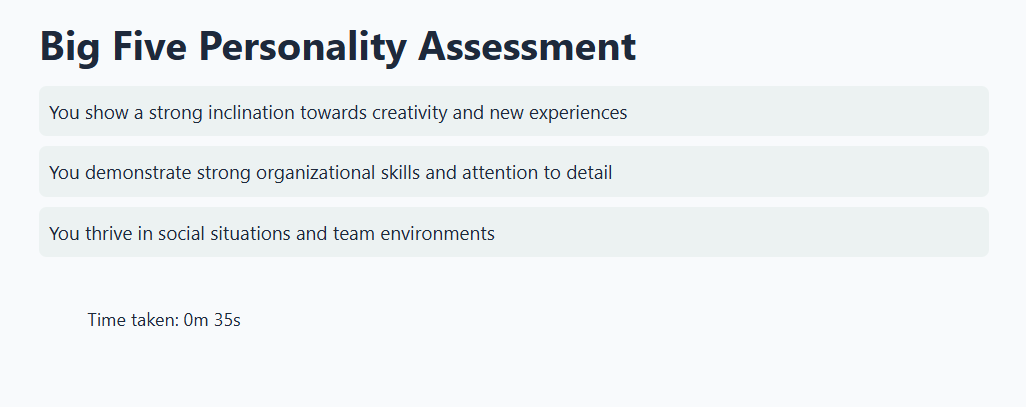 Big Five Personality Assessment
You show a strong inclination towards creativity and new experiences
You demonstrate strong organizational skills and attention to detail
You thrive in social situations and team environments
Time taken: 0m 35s